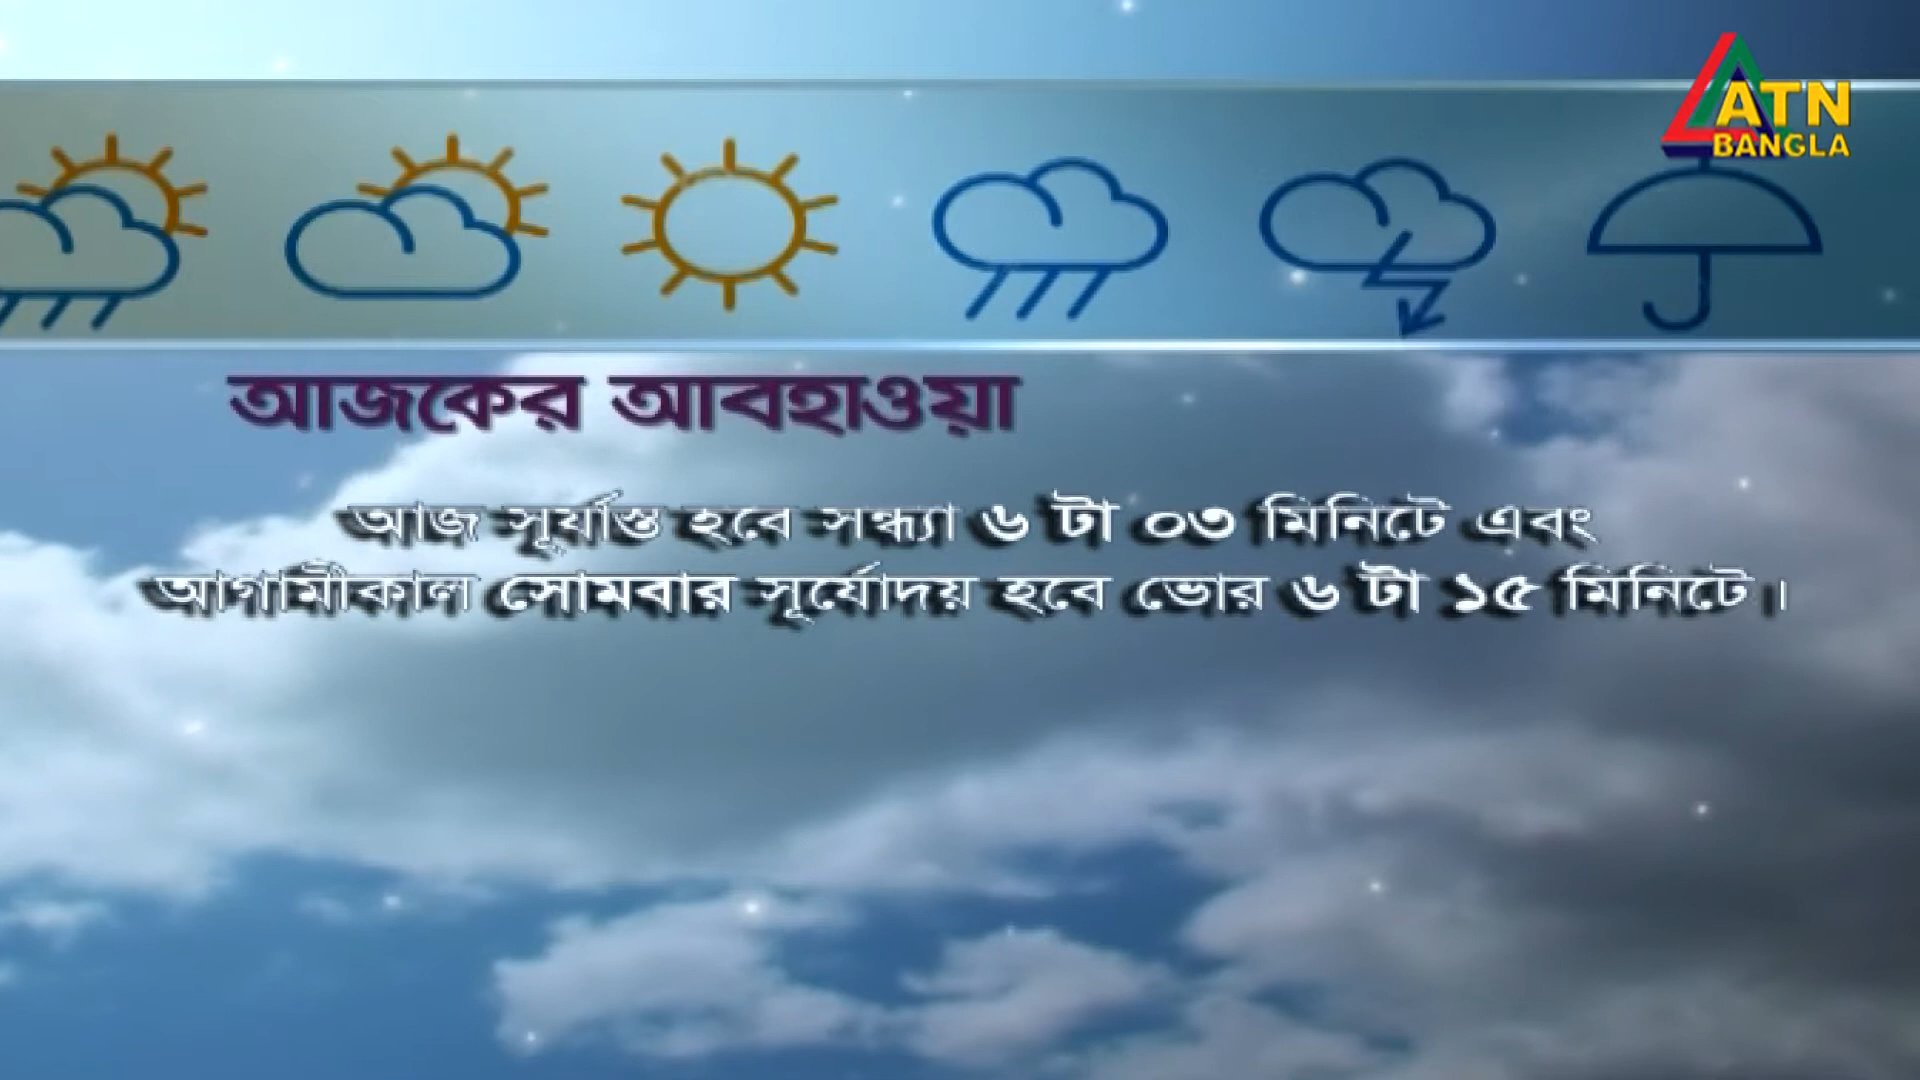 ATN
BANGLA
আজকের আবহাওয়া
আজ সূর্যাস্ত হবে সন্ধ্যা ৬ টা ০৩ মিনিটে এবং
আগামীকাল সোমবার সূর্যোদয় হবে ভোর ৬ টা ১৫ মিনিটে।